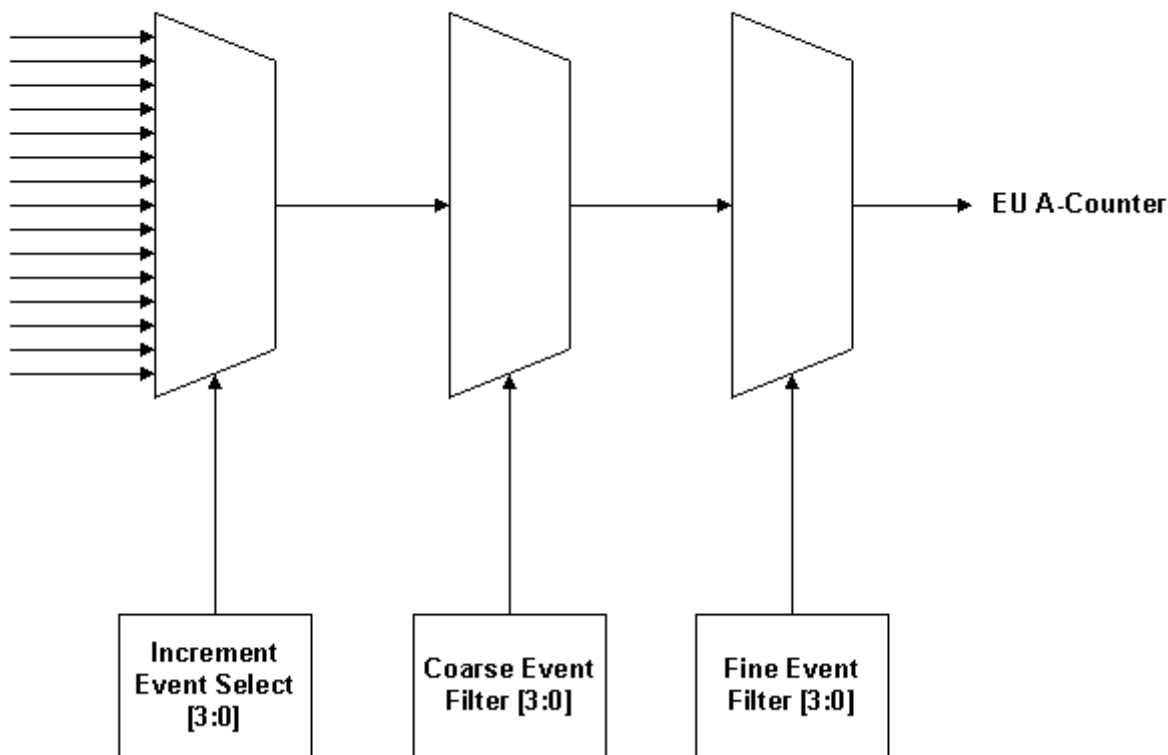 EU A-Counter
Increment
Event Select
[3:0]
Coarse Event
Filter [3:0]
Fine Event
Filter [3:0]